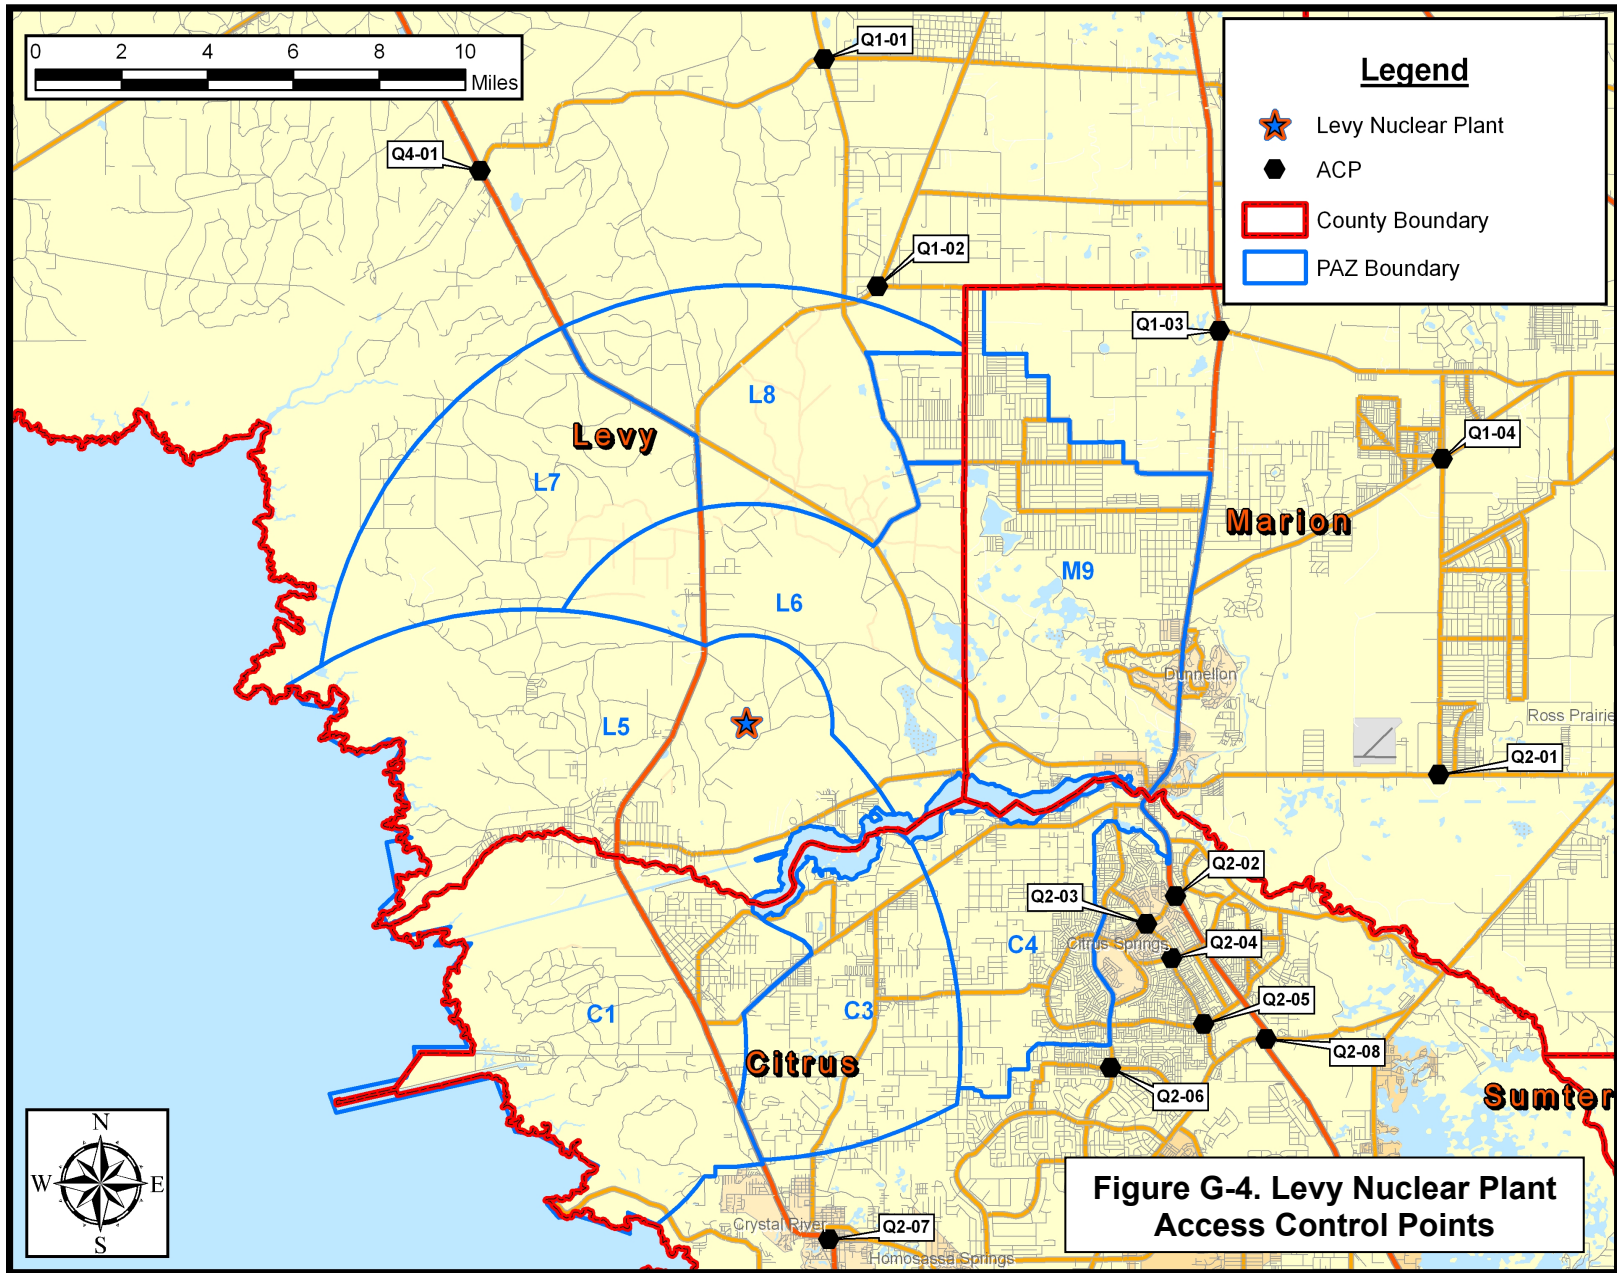 0 2 4 6 8 10
Miles
Legend
Levy Nuclear Plant
ACP
County Boundary
PAZ Boundary
Q1-01
Q4-01
Q1-02
Q1-03
Q1-04
L8
Levy
L7
Marion
M9
L6
Dunnellon
Ross Prairie
L5
Q2-01
Q2-02
Q2-03
Q2-04
C4
Citrus Springs
Q2-05
C1
C3
Q2-08
Citrus
Q2-06
Sumter
N
W E
S
Figure G-4. Levy Nuclear Plant
Access Control Points
Crystal River
Q2-07
Homosassa Springs